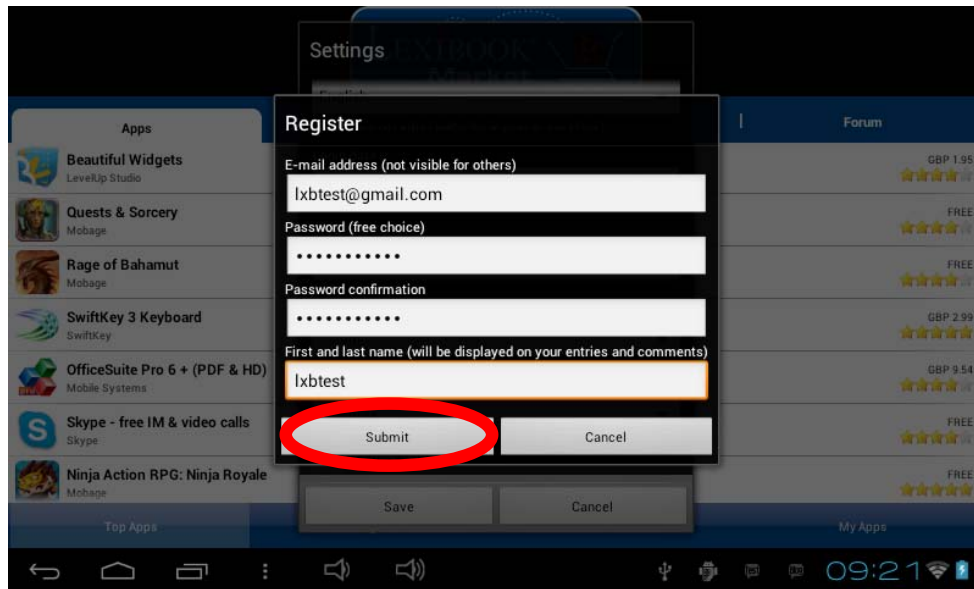 LEXIBOOK
Market
Settings
English
Register
E-mail address (not visible for others)
lxbtest@gmail.com
Password (free choice)
•••••••••••
Password confirmation
•••••••••••
First and last name (will be displayed on your entries and comments)
lxbtest
Submit
Cancel
Save
Cancel
Apps
Forum
Beautiful Widgets
LevelUp Studio
GBP 1.95
Quests & Sorcery
Mobage
FREE
Rage of Bahamut
Mobage
FREE
SwiftKey 3 Keyboard
SwiftKey
GBP 2.99
OfficeSuite Pro 6 + (PDF & HD)
Mobile Systems
GBP 9.54
Skype - free IM & video calls
Skype
FREE
Ninja Action RPG: Ninja Royale
Mobage
FREE
Top Apps
My Apps
09:21